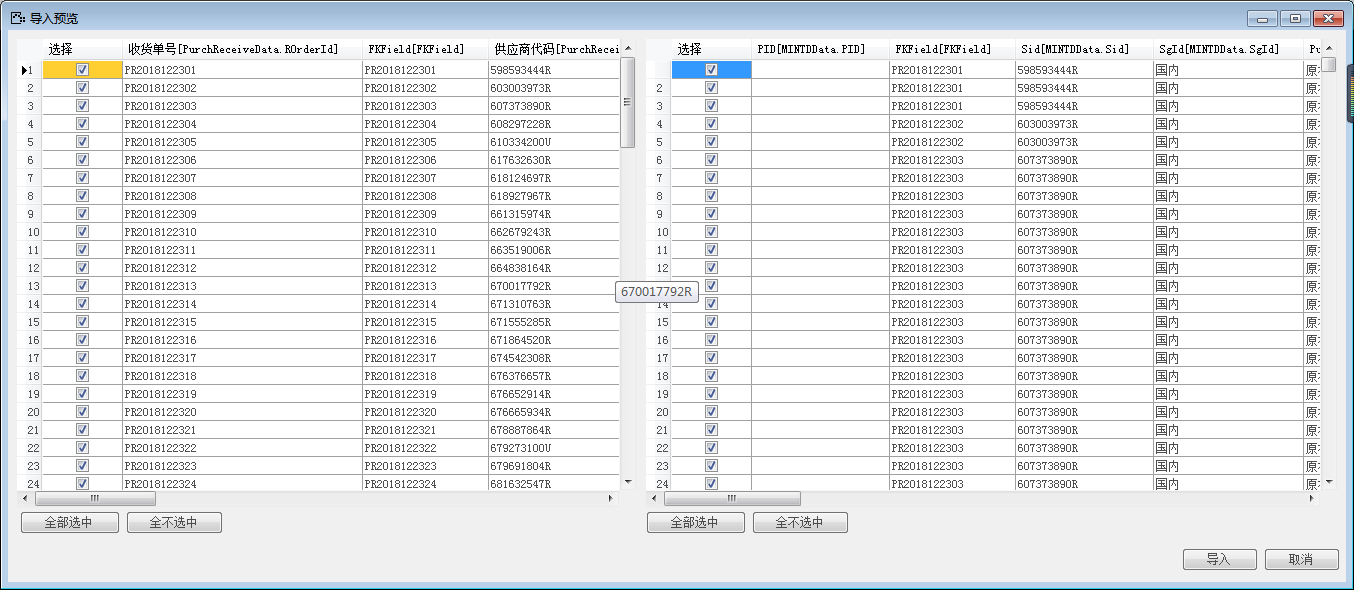 导入预览
选择 收货单号[PurchReceiveData.ROrderId] FKField[FKField] 供应商代码[PurchRecei
1 PR2018122301 PR2018122301 598593444R
2 PR2018122302 PR2018122302 603003973R
3 PR2018122303 PR2018122303 607373890R
4 PR2018122304 PR2018122304 608297228R
5 PR2018122305 PR2018122305 610334200U
6 PR2018122306 PR2018122306 617632630R
7 PR2018122307 PR2018122307 618124697R
8 PR2018122308 PR2018122308 618927967R
9 PR2018122309 PR2018122309 661315974R
10 PR2018122310 PR2018122310 662679243R
11 PR2018122311 PR2018122311 663519006R
12 PR2018122312 PR2018122312 664838164R
13 PR2018122313 PR2018122313 670017792R
14 PR2018122314 PR2018122314 671310763R
15 PR2018122315 PR2018122315 671555285R
16 PR2018122316 PR2018122316 671864520R
17 PR2018122317 PR2018122317 674542308R
18 PR2018122318 PR2018122318 676376657R
19 PR2018122319 PR2018122319 676652914R
20 PR2018122320 PR2018122320 676665934R
21 PR2018122321 PR2018122321 678887864R
22 PR2018122322 PR2018122322 679273100U
23 PR2018122323 PR2018122323 679691804R
24 PR2018122324 PR2018122324 681632547R
全部选中 全不选中
670017792R
选择 PID[MINTDData.PID] FKField[FKField] Sid[MINTDData.Sid] SgId[MINTDData.SgId]
PR2018122301 598593444R 国内 原
2 PR2018122301 598593444R 国内 原
3 PR2018122301 598593444R 国内 原
4 PR2018122302 603003973R 国内 原
5 PR2018122302 603003973R 国内 原
6 PR2018122303 607373890R 国内 原
7 PR2018122303 607373890R 国内 原
8 PR2018122303 607373890R 国内 原
9 PR2018122303 607373890R 国内 原
10 PR2018122303 607373890R 国内 原
11 PR2018122303 607373890R 国内 原
12 PR2018122303 607373890R 国内 原
PR2018122303 607373890R 国内 原
14 PR2018122303 607373890R 国内 原
15 PR2018122303 607373890R 国内 原
16 PR2018122303 607373890R 国内 原
17 PR2018122303 607373890R 国内 原
18 PR2018122303 607373890R 国内 原
19 PR2018122303 607373890R 国内 原
20 PR2018122303 607373890R 国内 原
21 PR2018122303 607373890R 国内 原
22 PR2018122303 607373890R 国内 原
23 PR2018122303 607373890R 国内 原
24 PR2018122303 607373890R 国内 原
全部选中 全不选中
导入 取消